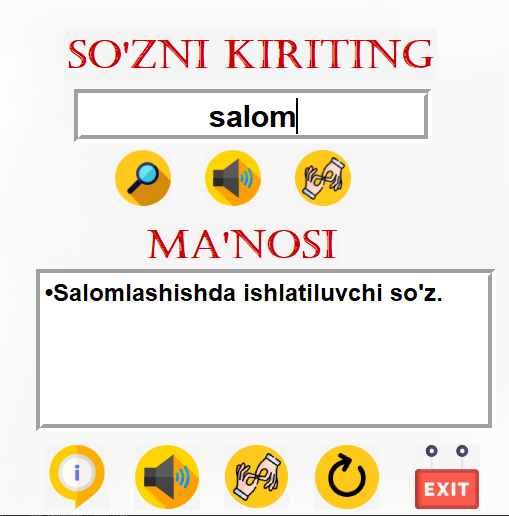 SO'ZNI KIRITING
salom
MA'NOSI
•Salomlashishda ishlatiluvchi so'z.
i
EXIT